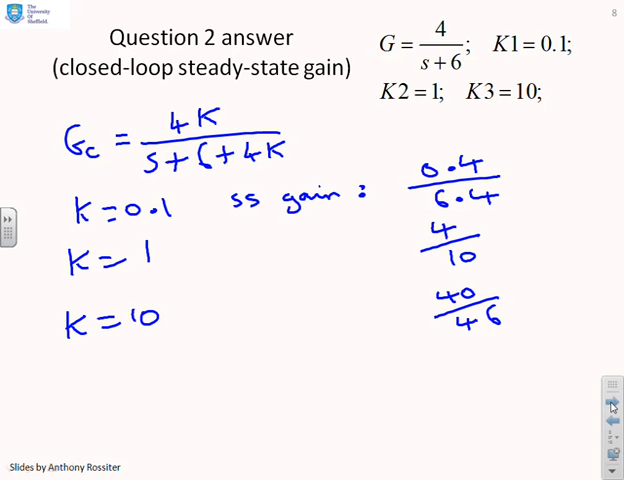 The University Of Sheffield.
8
Question 2 answer
(closed-loop steady-state gain)
G = 4 / (s + 6); K1 = 0.1;
K2 = 1; K3 = 10;
Gc = 4K / (s + 6 + 4K)
K = 0.1 ss gain : 0.4 / 6.4
K = 1 4 / 10
K = 10 40 / 46
Slides by Anthony Rossiter